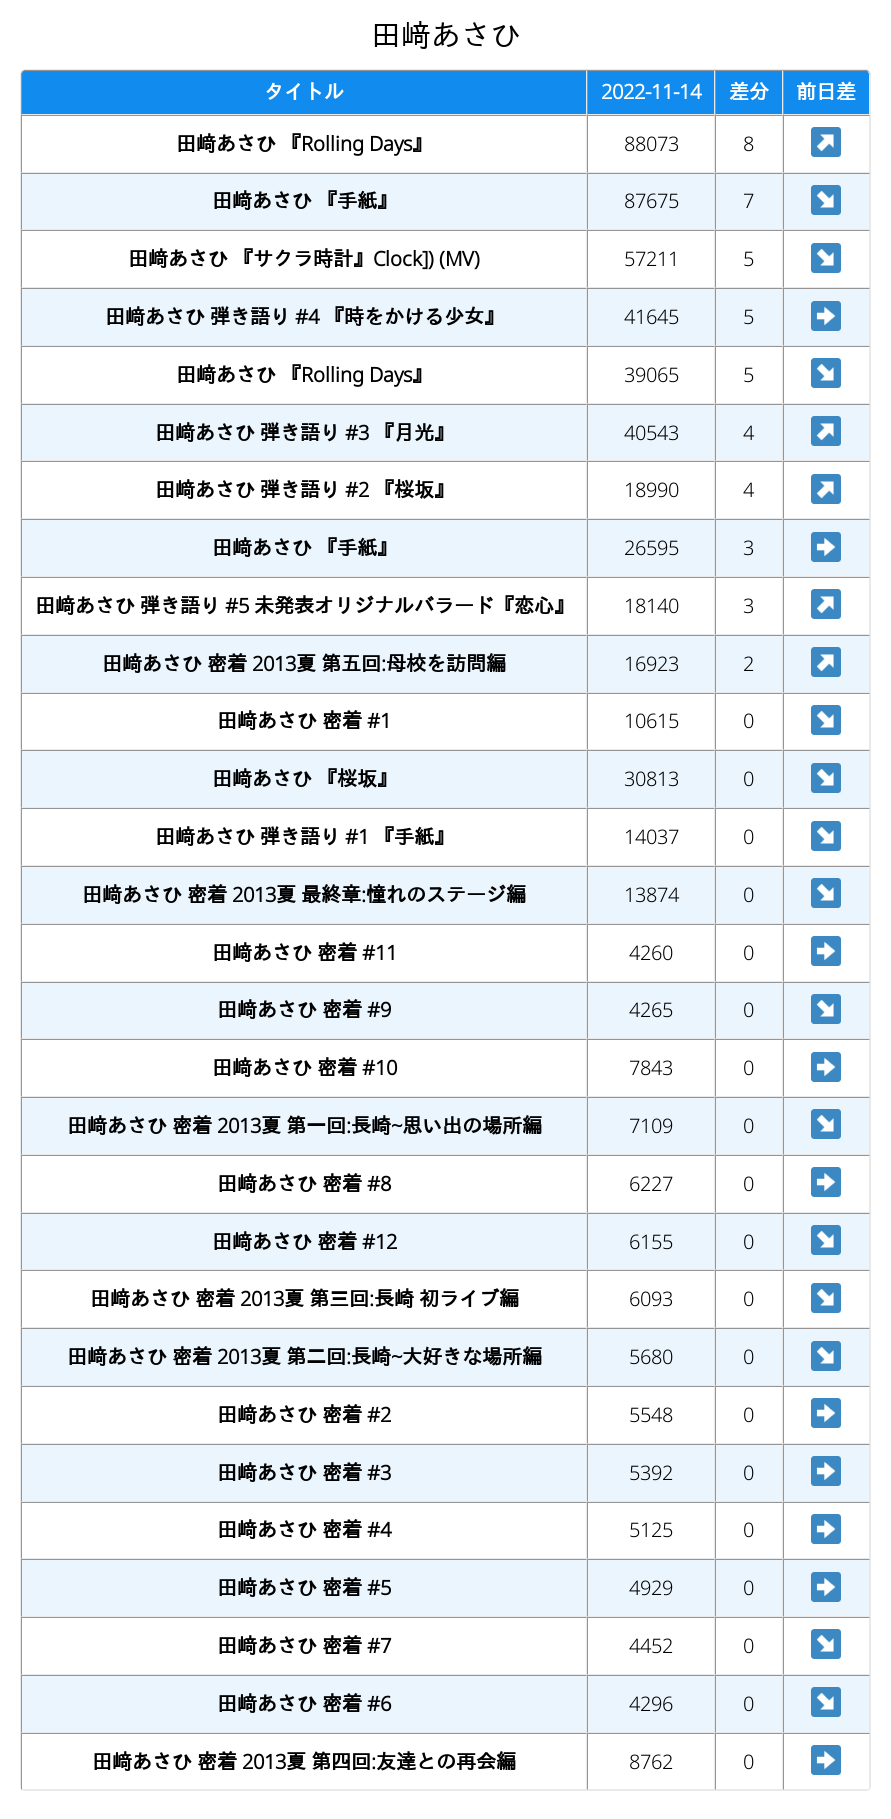 田﨑あさひ
タイトル 2022-11-14 差分 前日差
田﨑あさひ 『Rolling Days』 88073 8 ↗
田﨑あさひ 『手紙』 87675 7 ↘
田﨑あさひ 『サクラ時計』Clock]) (MV) 57211 5 ↘
田﨑あさひ 弾き語り #4 『時をかける少女』 41645 5 ➡
田﨑あさひ 『Rolling Days』 39065 5 ↘
田﨑あさひ 弾き語り #3 『月光』 40543 4 ↗
田﨑あさひ 弾き語り #2 『桜坂』 18990 4 ↗
田﨑あさひ 『手紙』 26595 3 ➡
田﨑あさひ 弾き語り #5 未発表オリジナルバラード『恋心』 18140 3 ↗
田﨑あさひ 密着 2013夏 第五回:母校を訪問編 16923 2 ↗
田﨑あさひ 密着 #1 10615 0 ↘
田﨑あさひ 『桜坂』 30813 0 ↘
田﨑あさひ 弾き語り #1 『手紙』 14037 0 ↘
田﨑あさひ 密着 2013夏 最終章:憧れのステージ編 13874 0 ↘
田﨑あさひ 密着 #11 4260 0 ➡
田﨑あさひ 密着 #9 4265 0 ↘
田﨑あさひ 密着 #10 7843 0 ➡
田﨑あさひ 密着 2013夏 第一回:長崎~思い出の場所編 7109 0 ↘
田﨑あさひ 密着 #8 6227 0 ➡
田﨑あさひ 密着 #12 6155 0 ↘
田﨑あさひ 密着 2013夏 第三回:長崎 初ライブ編 6093 0 ↘
田﨑あさひ 密着 2013夏 第二回:長崎~大好きな場所編 5680 0 ↘
田﨑あさひ 密着 #2 5548 0 ➡
田﨑あさひ 密着 #3 5392 0 ➡
田﨑あさひ 密着 #4 5125 0 ➡
田﨑あさひ 密着 #5 4929 0 ➡
田﨑あさひ 密着 #7 4452 0 ↘
田﨑あさひ 密着 #6 4296 0 ↘
田﨑あさひ 密着 2013夏 第四回:友達との再会編 8762 0 ➡